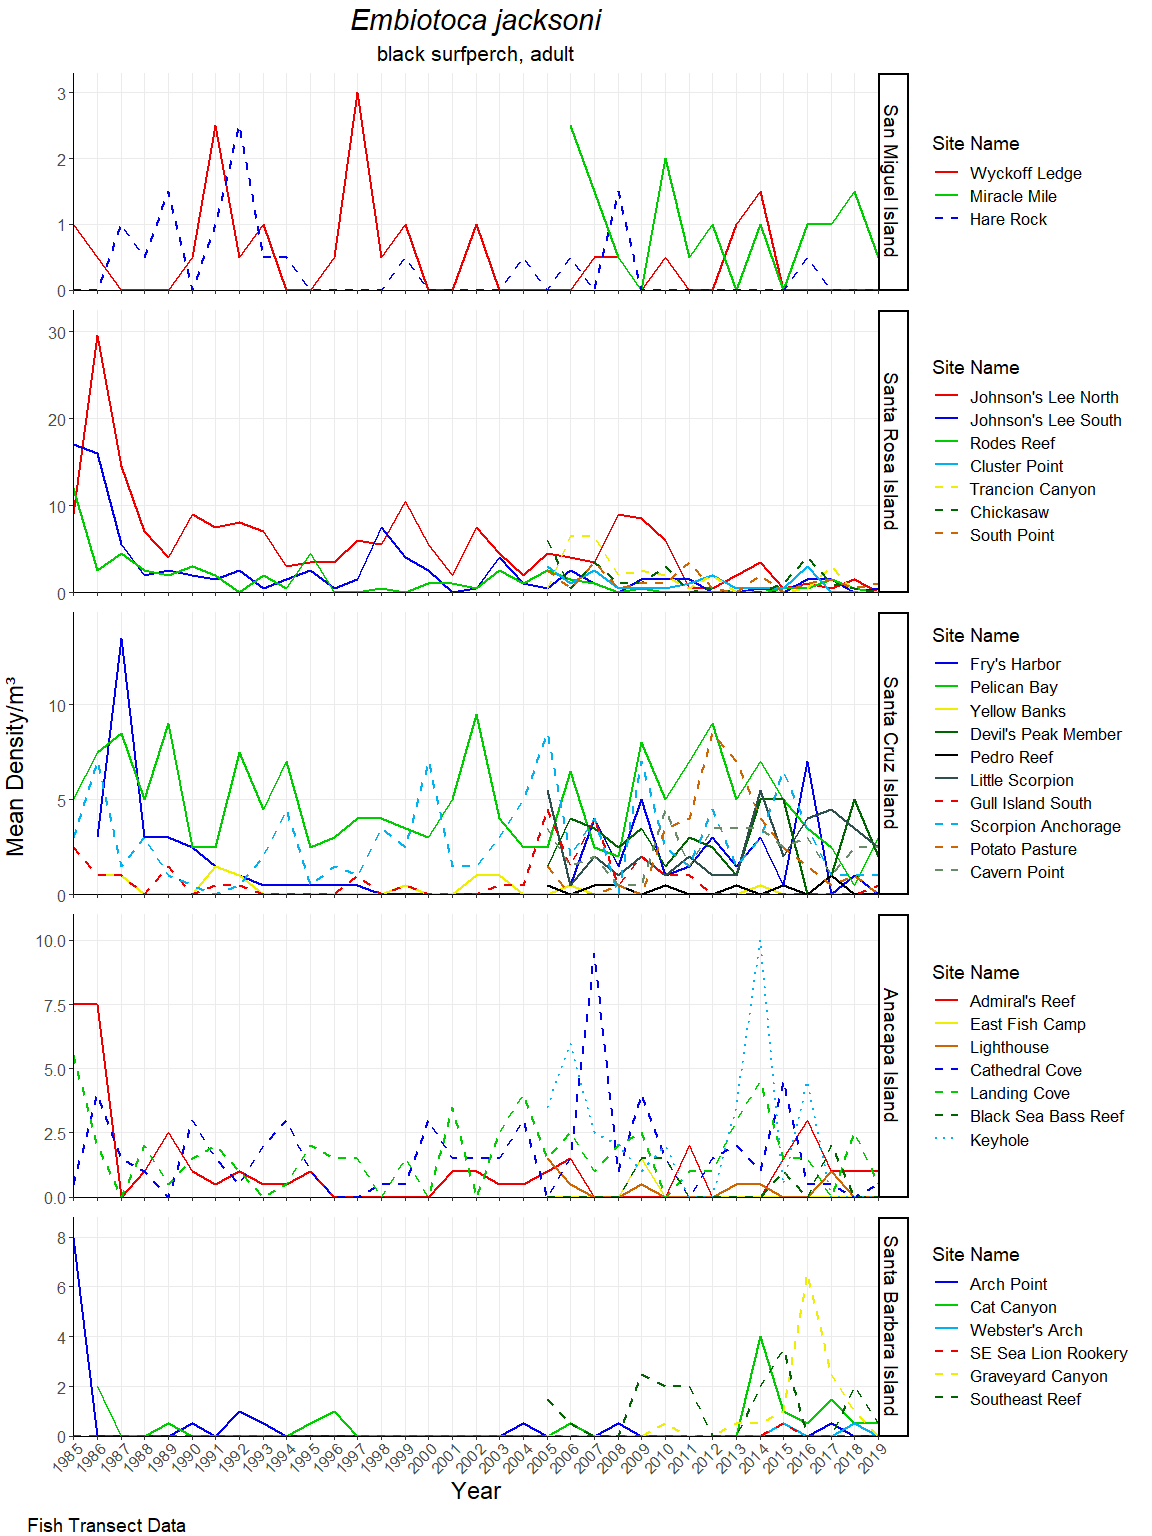 Embiotoca jacksoni
black surfperch, adult
Mean Density/m³
3
2
1
0
San Miguel Island
Site Name
Wyckoff Ledge
Miracle Mile
Hare Rock
30
20
10
0
Santa Rosa Island
Site Name
Johnson's Lee North
Johnson's Lee South
Rodes Reef
Cluster Point
Trancion Canyon
Chickasaw
South Point
10
5
0
Santa Cruz Island
Site Name
Fry's Harbor
Pelican Bay
Yellow Banks
Devil's Peak Member
Pedro Reef
Little Scorpion
Gull Island South
Scorpion Anchorage
Potato Pasture
Cavern Point
10.0
7.5
5.0
2.5
0.0
Anacapa Island
Site Name
Admiral's Reef
East Fish Camp
Lighthouse
Cathedral Cove
Landing Cove
Black Sea Bass Reef
Keyhole
8
6
4
2
0
Santa Barbara Island
Site Name
Arch Point
Cat Canyon
Webster's Arch
SE Sea Lion Rookery
Graveyard Canyon
Southeast Reef
1985 1986 1987 1988 1989 1990 1991 1992 1993 1994 1995 1996 1997 1998 1999 2000 2001 2002 2003 2004 2005 2006 2007 2008 2009 2010 2011 2012 2013 2014 2015 2016 2017 2018 2019
Year
Fish Transect Data